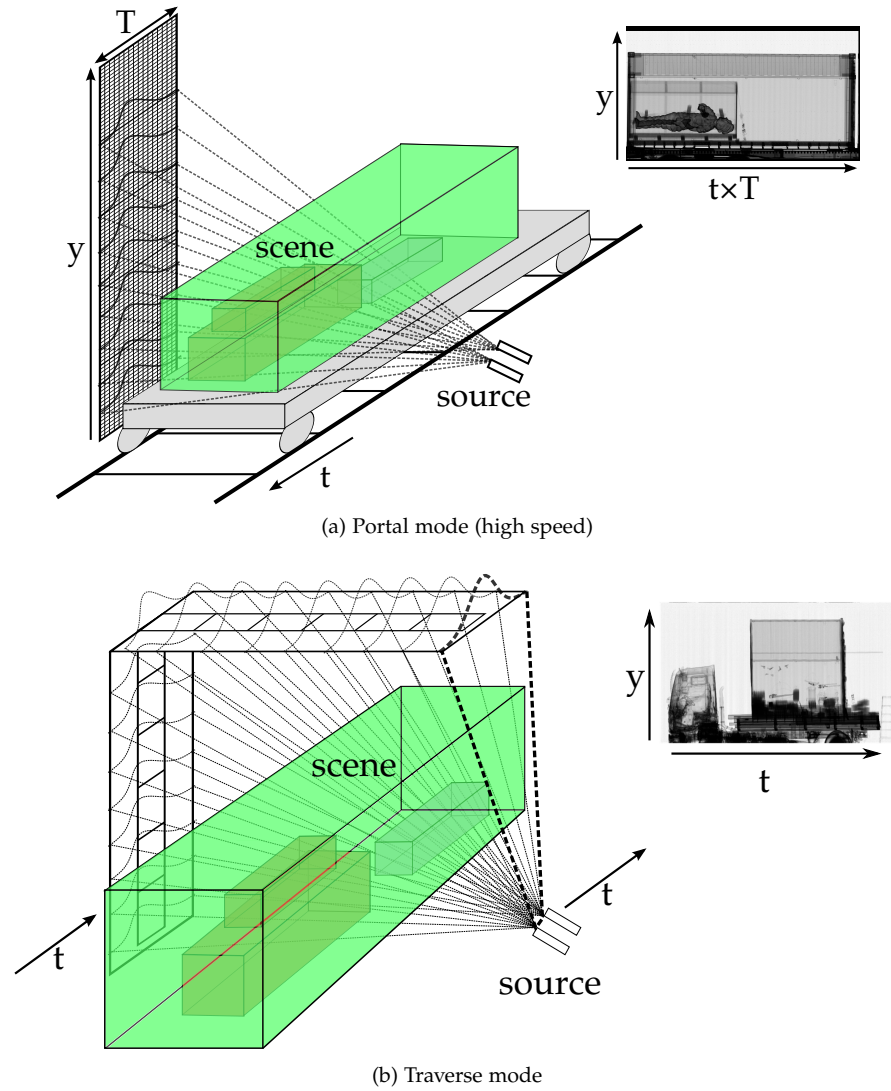 T
y
scene
source
t
y
t×T
(a) Portal mode (high speed)
scene
t
source
t
y
t
(b) Traverse mode